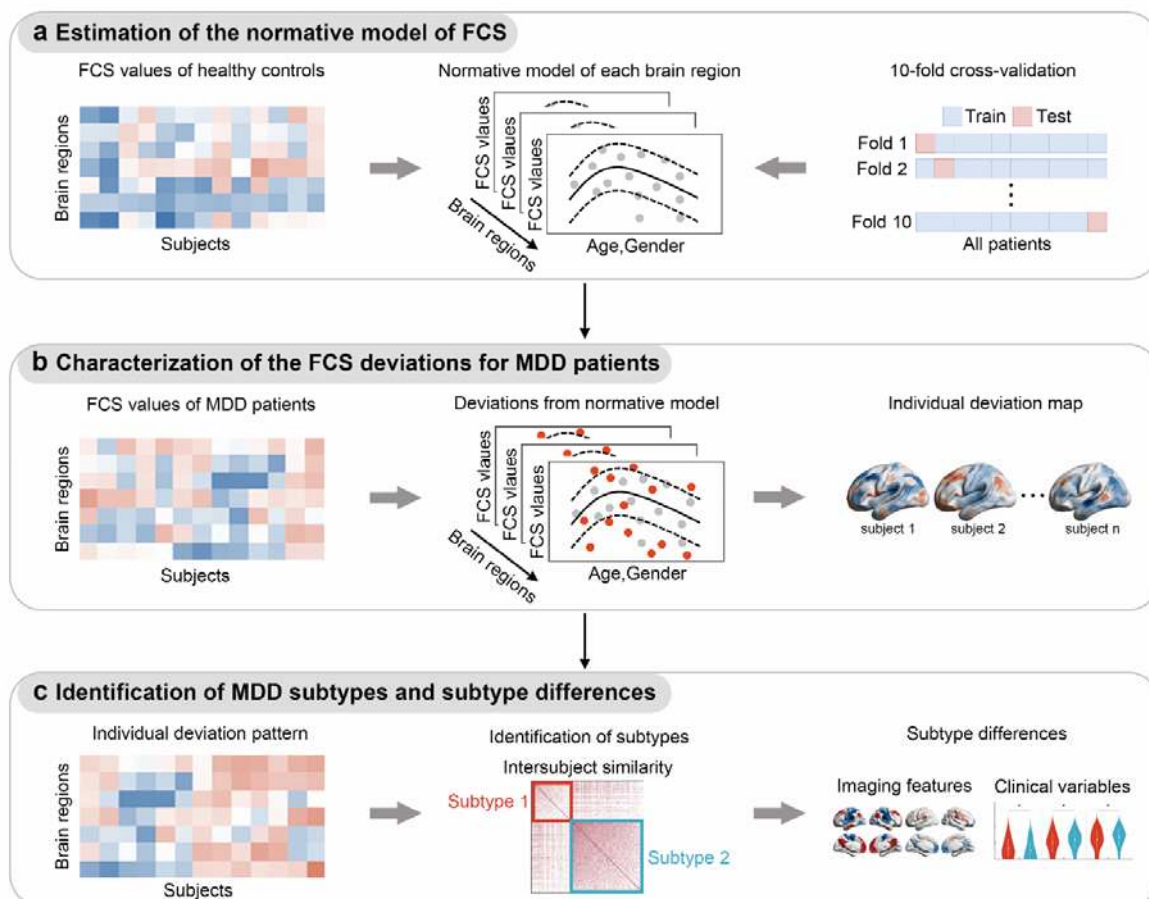 a Estimation of the normative model of FCS
FCS values of healthy controls
Brain regions
Subjects
Normative model of each brain region
FCS vlaues
FCS vlaues
FCS vlaues
Brain regions
Age,Gender
10-fold cross-validation
Train
Test
Fold 1
Fold 2
Fold 10
All patients
b Characterization of the FCS deviations for MDD patients
FCS values of MDD patients
Brain regions
Subjects
Deviations from normative model
FCS vlaues
FCS vlaues
FCS vlaues
Brain regions
Age,Gender
Individual deviation map
subject 1
subject 2
subject n
c Identification of MDD subtypes and subtype differences
Individual deviation pattern
Brain regions
Subjects
Identification of subtypes
Intersubject similarity
Subtype 1
Subtype 2
Subtype differences
Imaging features
Clinical variables